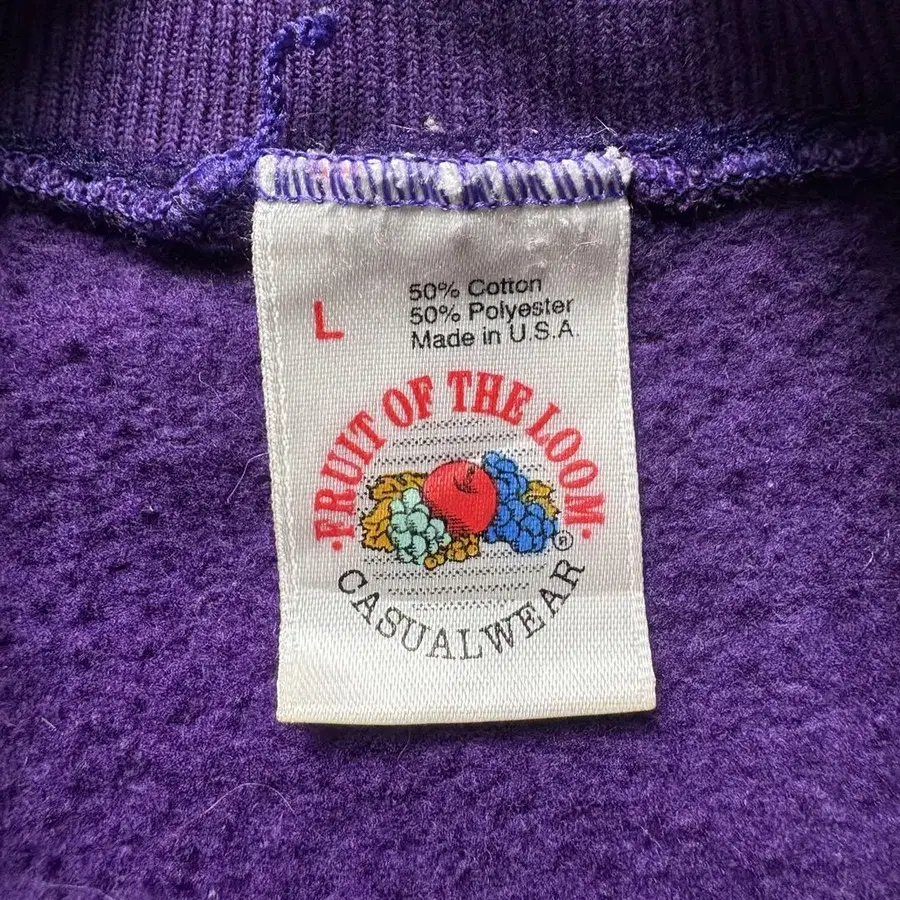 L
50% Cotton
50% Polyester
Made in U.S.A.
·FRUIT OF THE LOOM·
®
CASUALWEAR